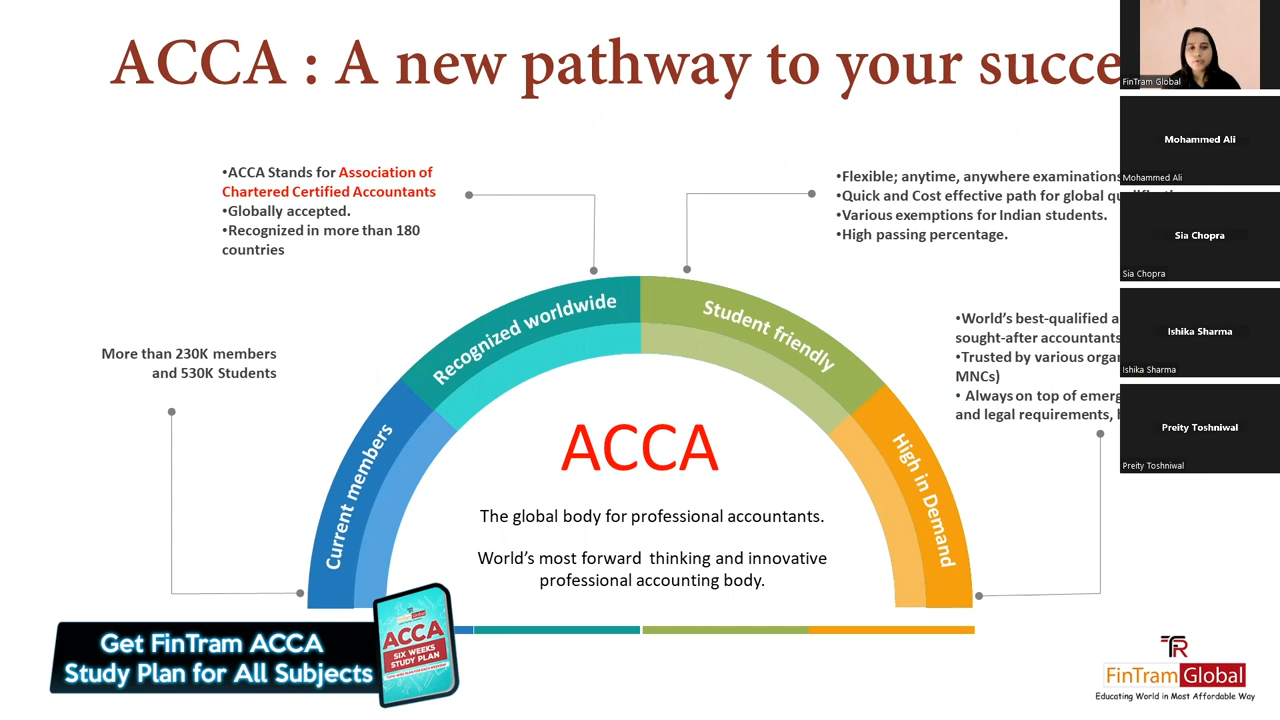 ACCA : A new pathway to your succe
•ACCA Stands for Association of
Chartered Certified Accountants
•Globally accepted.
•Recognized in more than 180
countries
•Flexible; anytime, anywhere examinations
•Quick and Cost effective path for global
•Various exemptions for Indian students.
•High passing percentage.
More than 230K members
and 530K Students
•World’s best-qualified a
sought-after accountants
•Trusted by various
MNCs)
• Always on top of
and legal requirements,
Current members
Recognized worldwide
Student friendly
High in Demand
ACCA
The global body for professional accountants.
World’s most forward thinking and innovative
professional accounting body.
Get FinTram ACCA
Study Plan for All Subjects
FinTram Global
ACCA
SIX WEEKS
STUDY PLAN
FinTram Global
Educating World in Most Affordable Way
FinTram Global
Mohammed Ali
Mohammed Ali
Sia Chopra
Sia Chopra
Ishika Sharma
Ishika Sharma
Preity Toshniwal
Preity Toshniwal